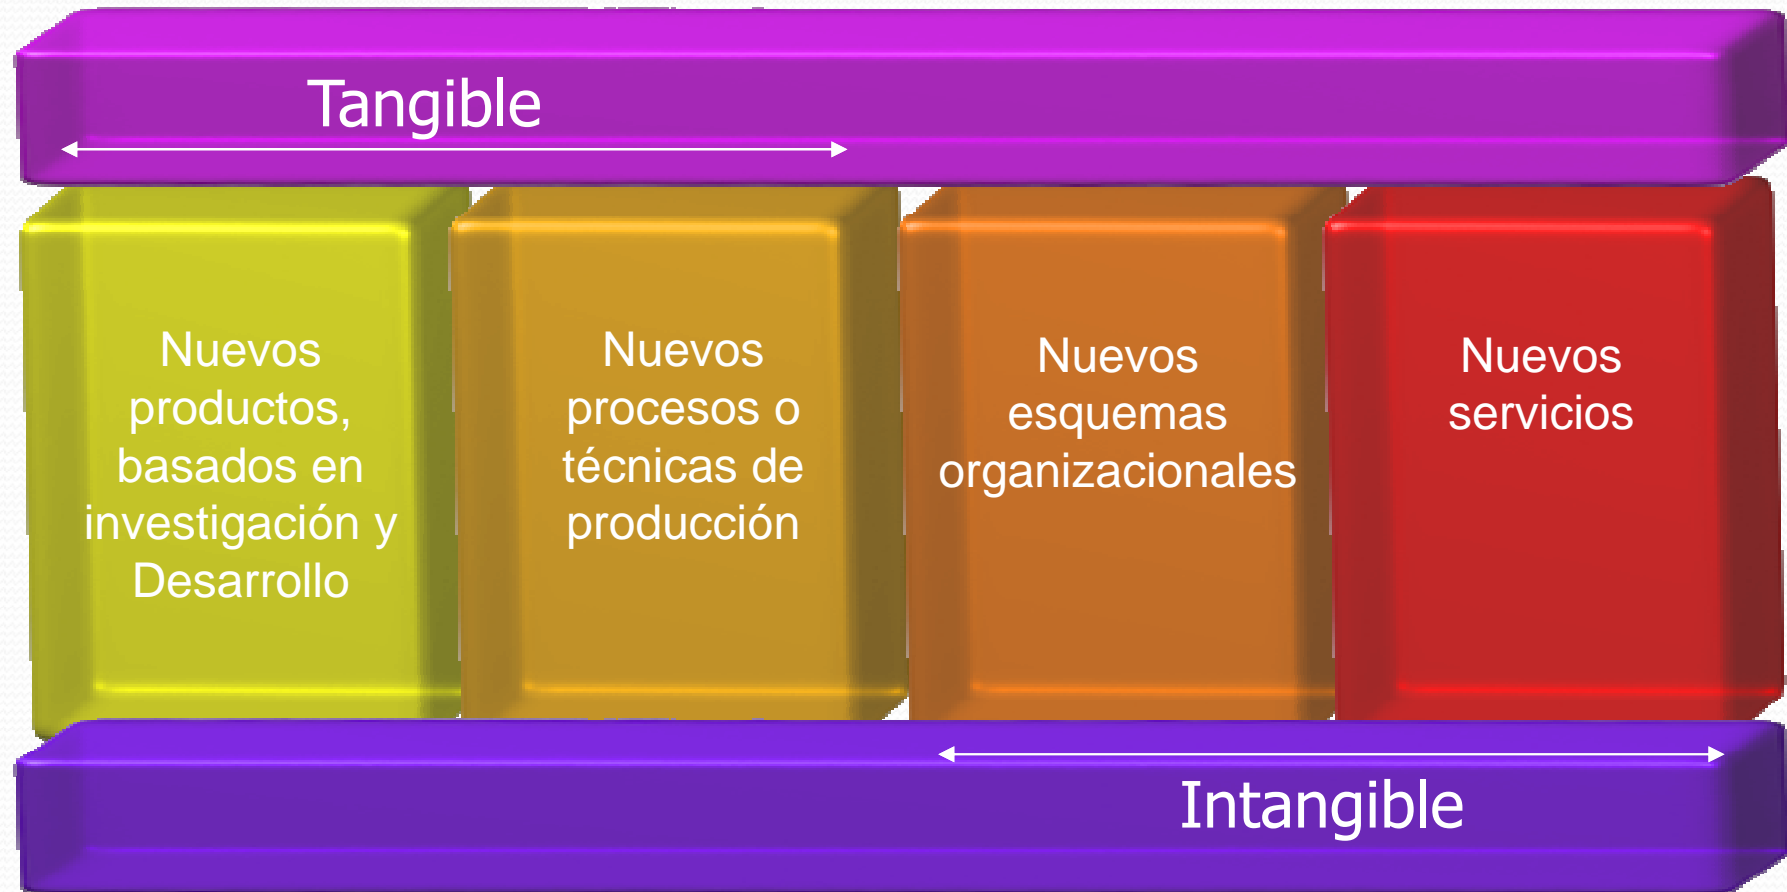 Tangible
Nuevos
productos,
basados en
investigación y
Desarrollo
Nuevos
procesos o
técnicas de
producción
Nuevos
esquemas
organizacionales
Nuevos
servicios
Intangible